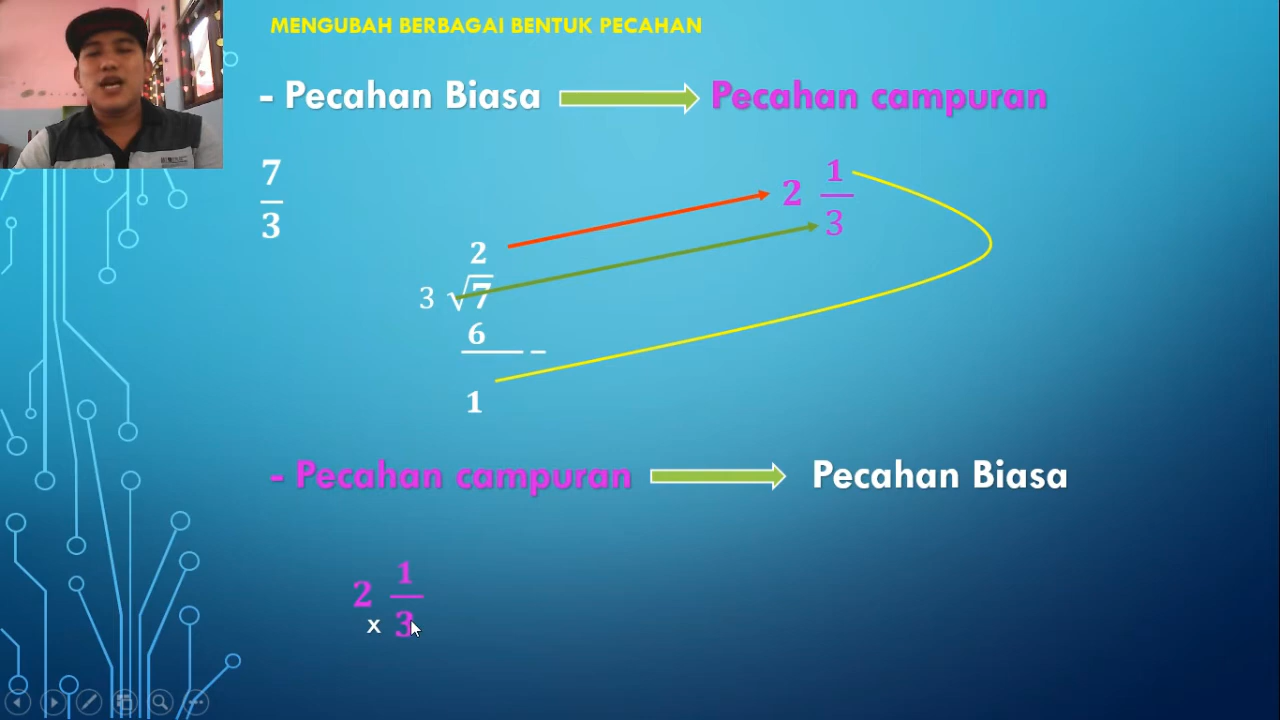 MENGUBAH BERBAGAI BENTUK PECAHAN
- Pecahan Biasa Pecahan campuran
7
3
2 1
3
2
3 √7
6
–
1
- Pecahan campuran Pecahan Biasa
2 1
x 3